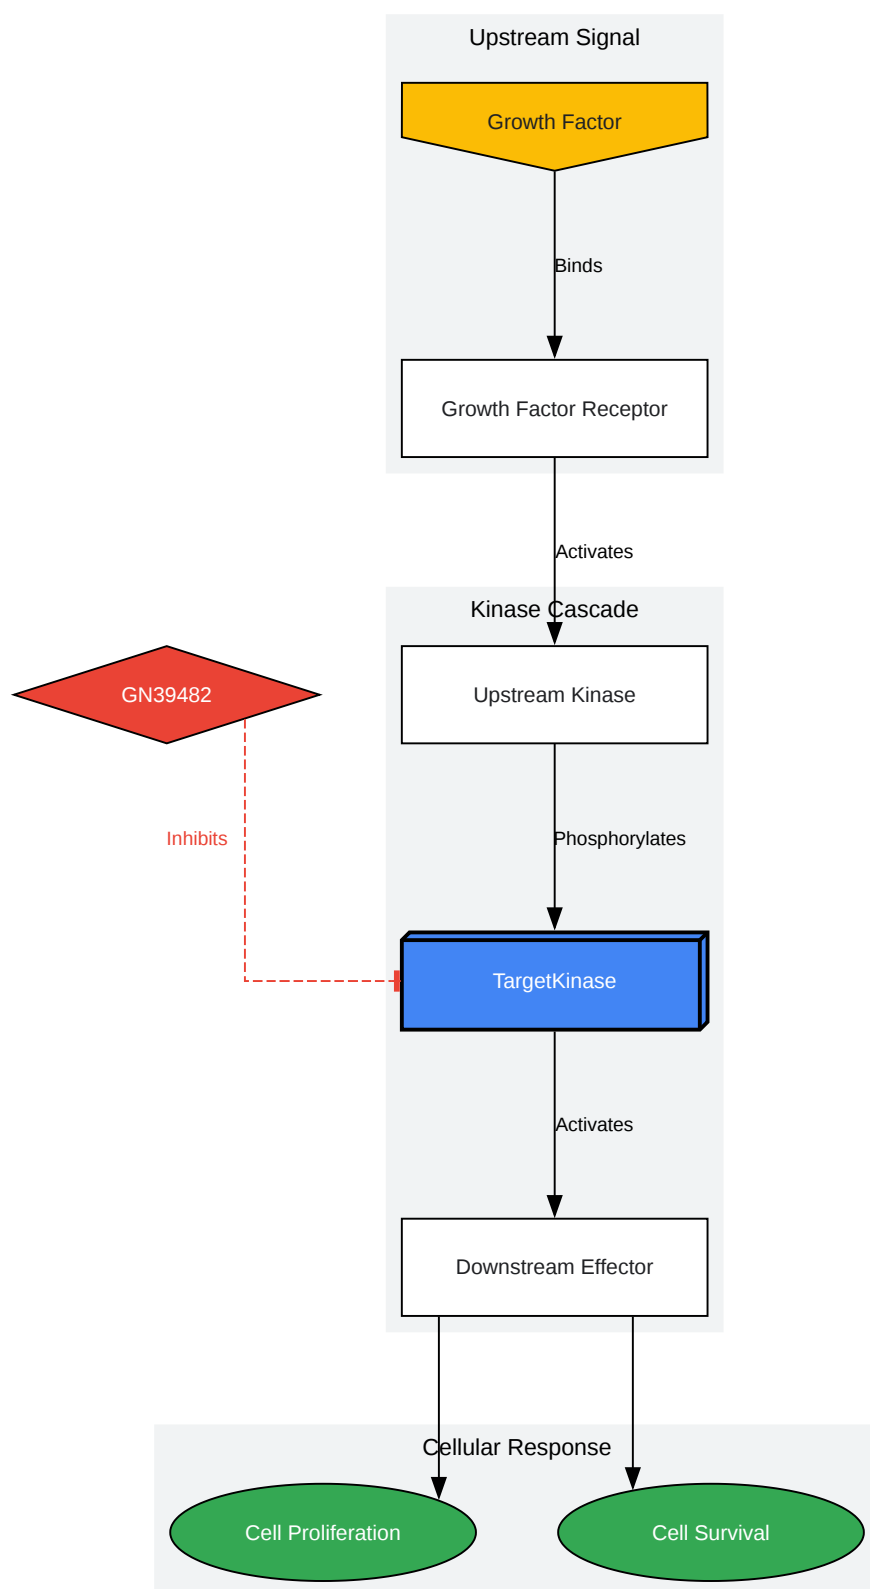 Upstream Signal
Growth Factor
Binds
Growth Factor Receptor
Activates
Kinase Cascade
GN39482
Upstream Kinase
Inhibits
Phosphorylates
TargetKinase
Activates
Downstream Effector
Cellular Response
Cell Proliferation
Cell Survival